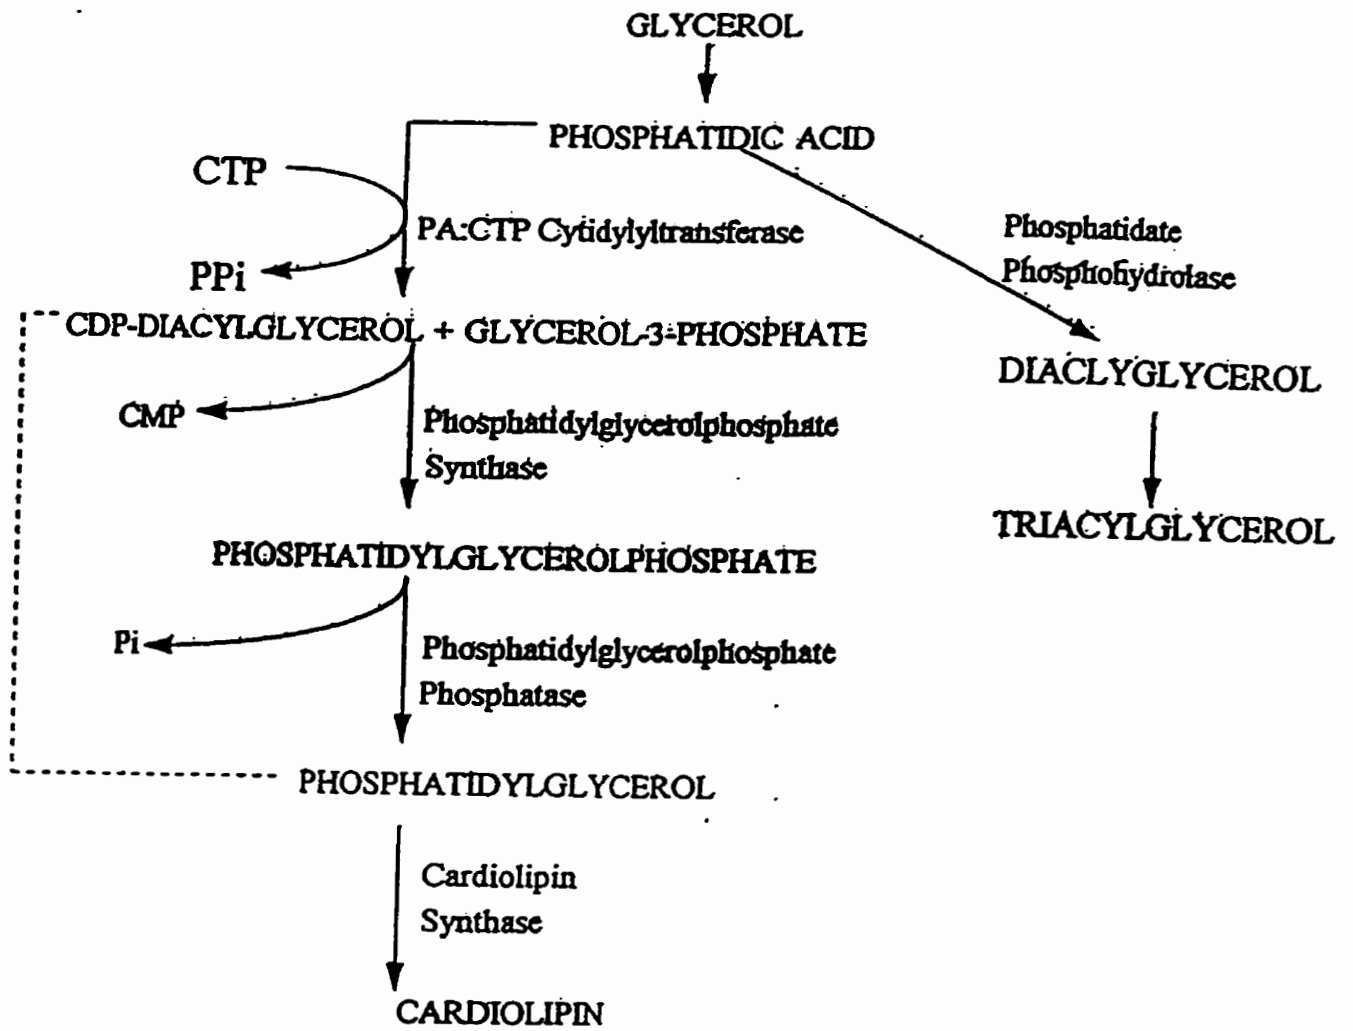 GLYCEROL
PHOSPHATIDIC ACID
CTP
PA:CTP Cytidylyltransferase
PPi
Phosphatidate
Phosphohydrolase
CDP-DIACYLGLYCEROL + GLYCEROL-3-PHOSPHATE
DIACLYGLYCEROL
CMP
Phosphatidylglycerolphosphate
Synthase
TRIACYLGLYCEROL
PHOSPHATIDYLGLYCEROLPHOSPHATE
Pi
Phosphatidylglycerolphosphate
Phosphatase
PHOSPHATIDYLGLYCEROL
Cardiolipin
Synthase
CARDIOLIPIN